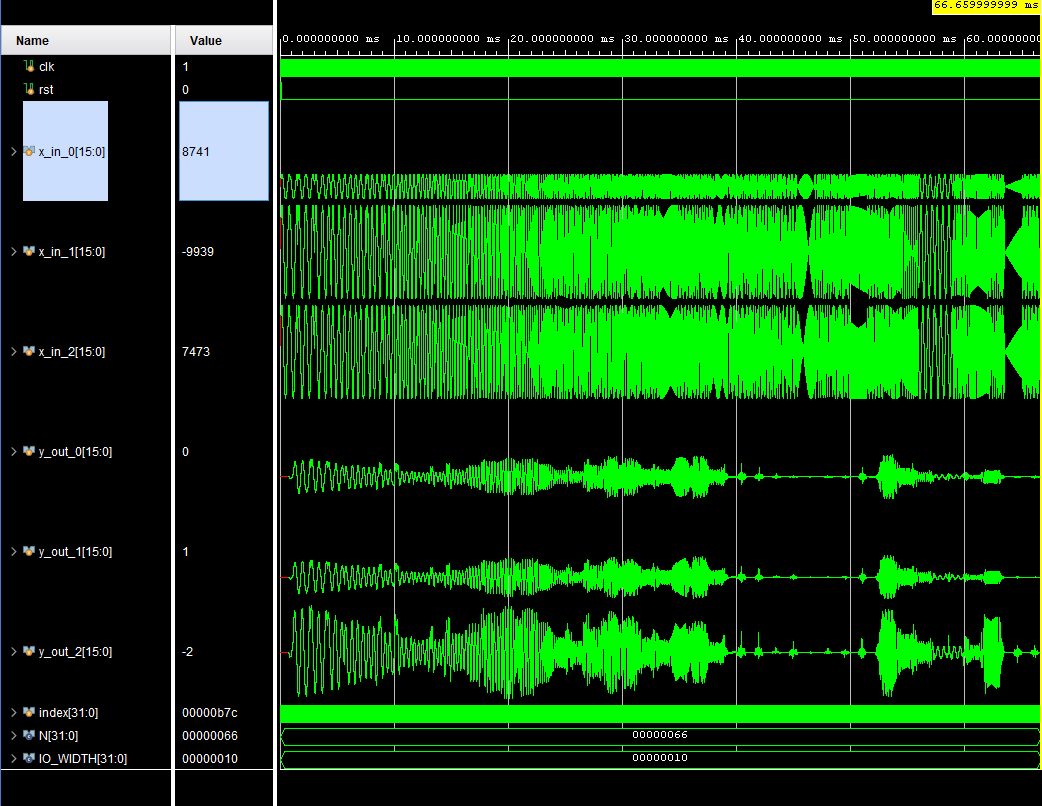 66.659999999 ms
Name Value
0.000000000 ms 10.000000000 ms 20.000000000 ms 30.000000000 ms 40.000000000 ms 50.000000000 ms 60.00000000
clk 1
rst 0
x_in_0[15:0] 8741
x_in_1[15:0] -9939
x_in_2[15:0] 7473
y_out_0[15:0] 0
y_out_1[15:0] 1
y_out_2[15:0] -2
index[31:0] 00000b7c
N[31:0] 00000066 00000066
IO_WIDTH[31:0] 00000010 00000010